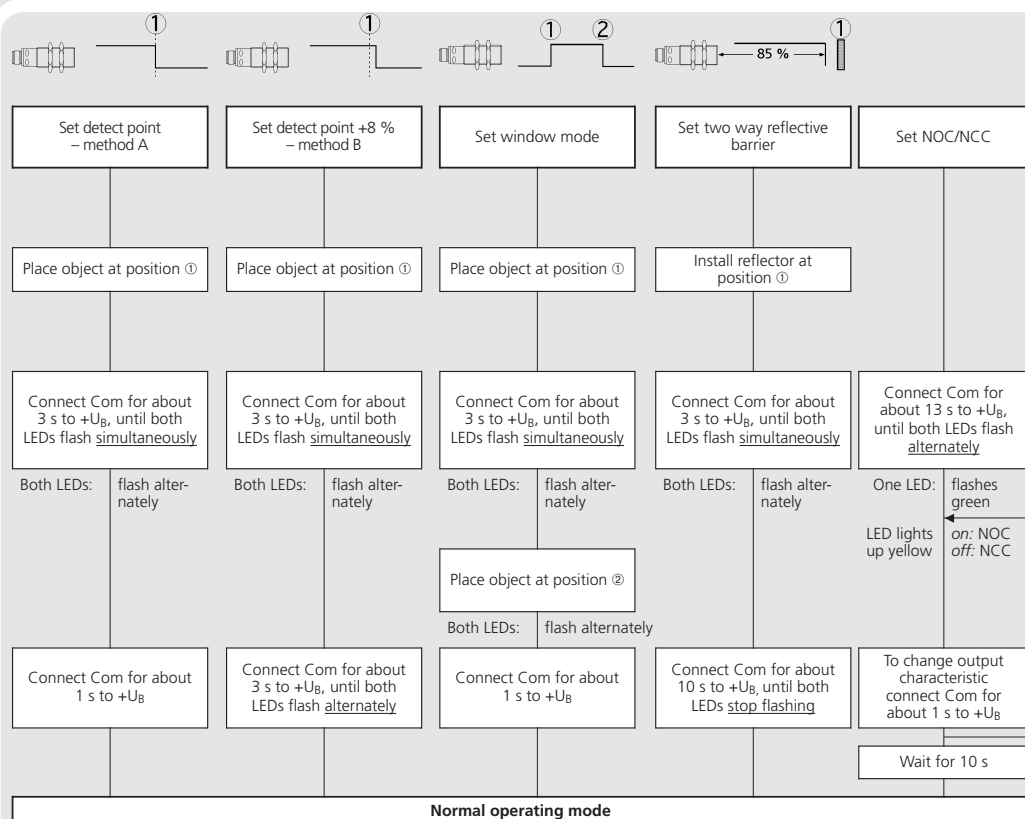 ① ① ① ② ①
85 %
Set detect point
– method A
Set detect point +8 %
– method B
Set window mode
Set two way reflective
barrier
Set NOC/NCC
Place object at position ①
Place object at position ①
Place object at position ①
Install reflector at
position ①
Connect Com for about
3 s to +UB, until both
LEDs flash simultaneously
Connect Com for about
3 s to +UB, until both
LEDs flash simultaneously
Connect Com for about
3 s to +UB, until both
LEDs flash simultaneously
Connect Com for about
3 s to +UB, until both
LEDs flash simultaneously
Connect Com for
about 13 s to +UB,
until both LEDs flash
alternately
Both LEDs: flash alter-
nately
Both LEDs: flash alter-
nately
Both LEDs: flash alter-
nately
Both LEDs: flash alter-
nately
One LED: flashes
green
LED lights on: NOC
up yellow off: NCC
Place object at position ②
Both LEDs: flash alternately
Connect Com for about
1 s to +UB
Connect Com for about
3 s to +UB, until both
LEDs flash alternately
Connect Com for about
1 s to +UB
Connect Com for about
10 s to +UB, until both
LEDs stop flashing
To change output
characteristic
connect Com for
about 1 s to +UB
Wait for 10 s
Normal operating mode